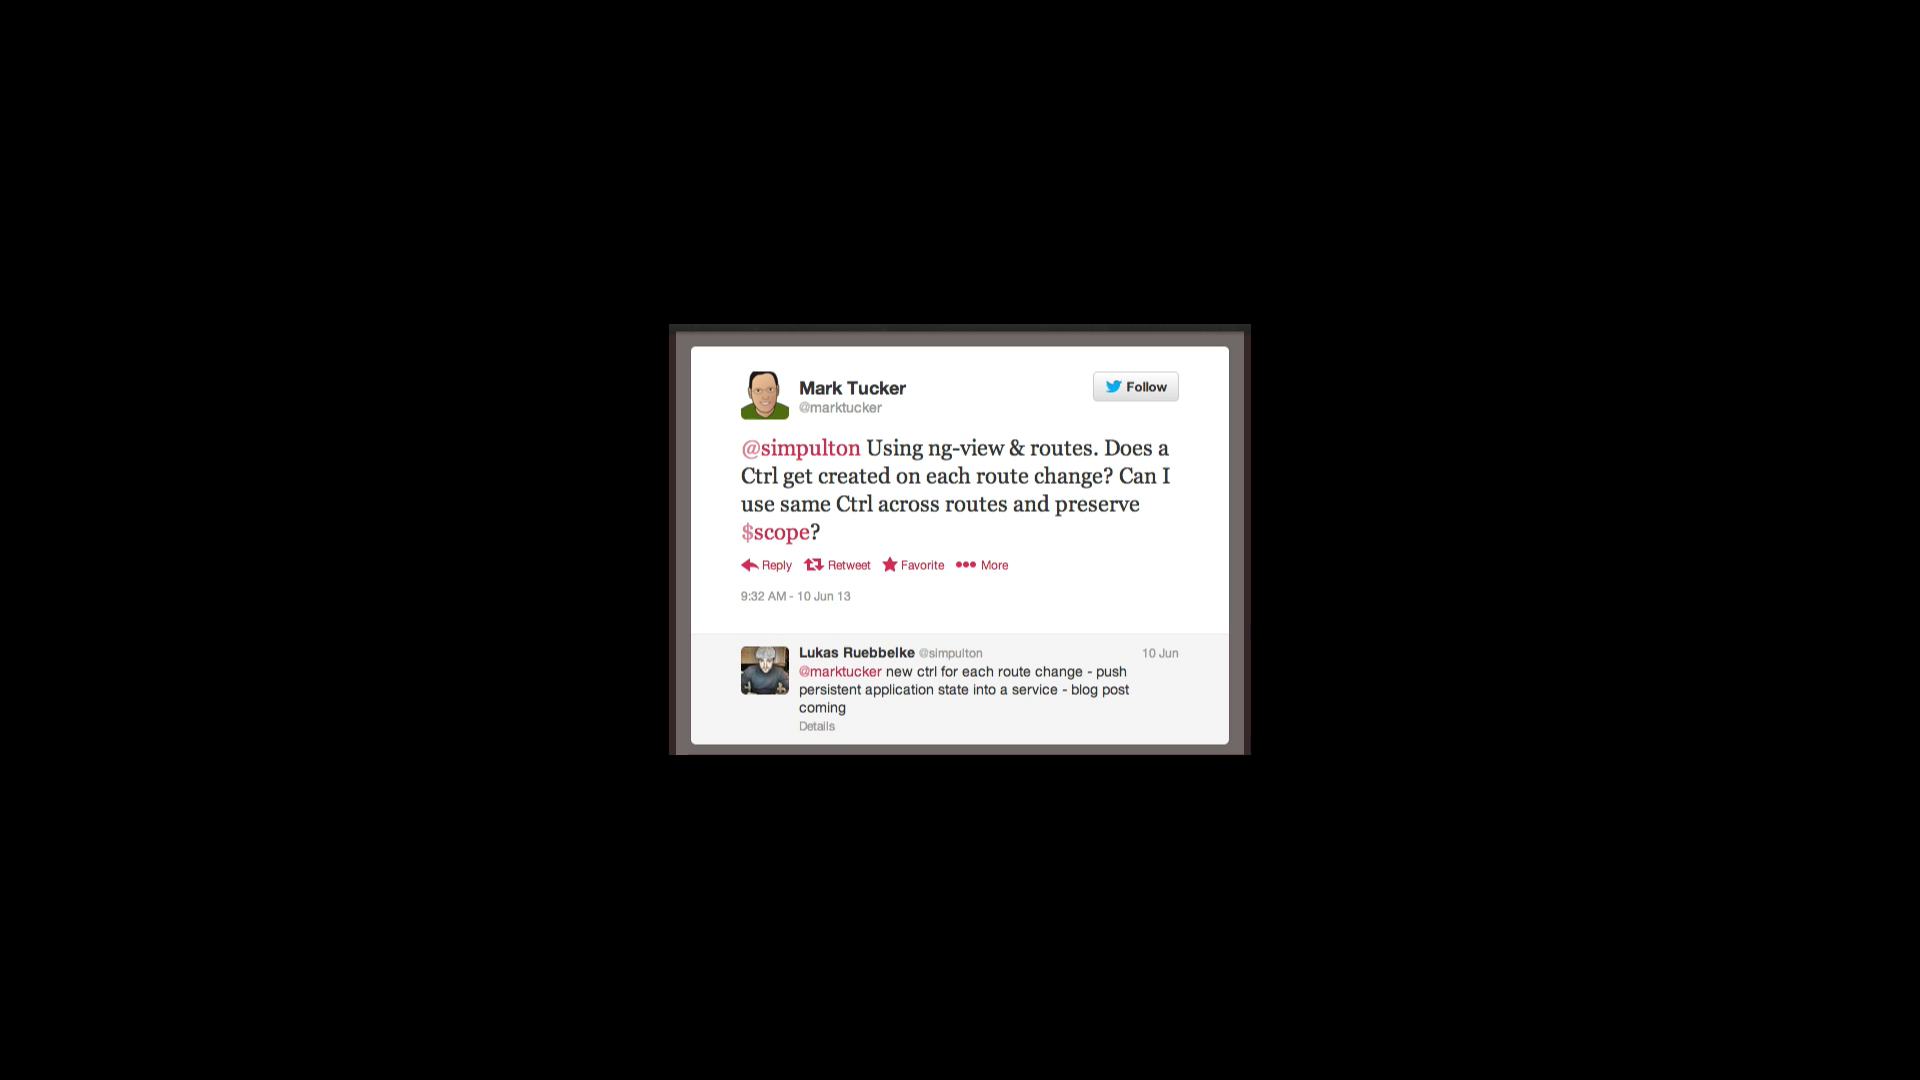 Mark Tucker
@marktucker
Follow
@simpulton Using ng-view & routes. Does a
Ctrl get created on each route change? Can I
use same Ctrl across routes and preserve
$scope?
Reply Retweet Favorite More
9:32 AM - 10 Jun 13
Lukas Ruebbelke @simpulton 10 Jun
@marktucker new ctrl for each route change - push
persistent application state into a service - blog post
coming
Details